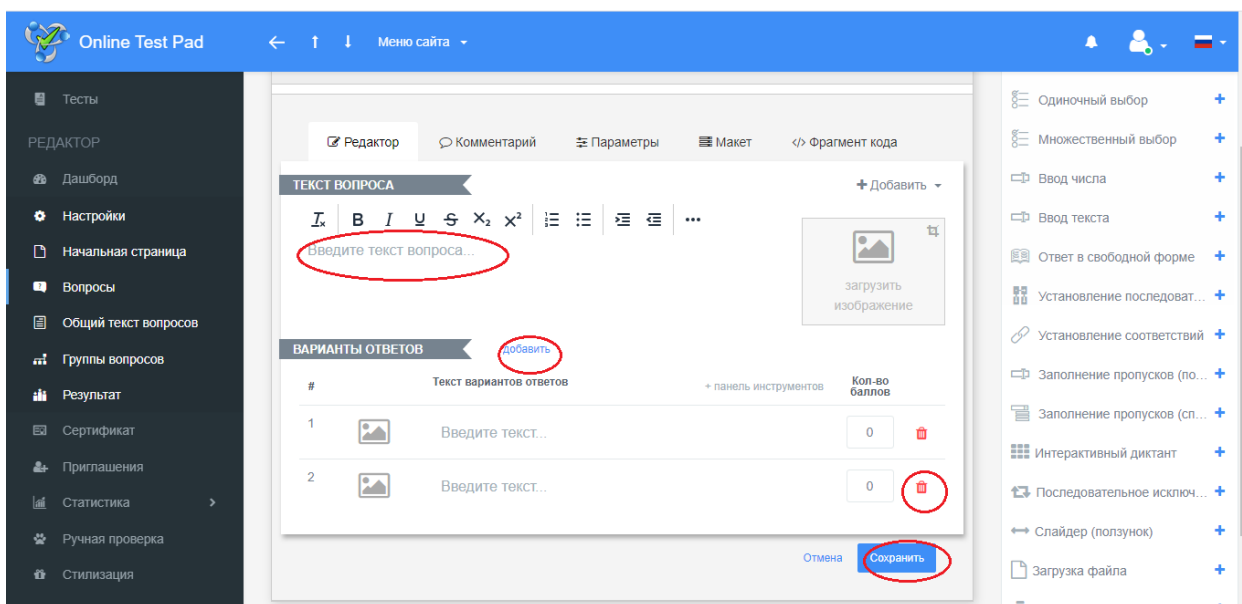 Online Test Pad
Меню сайта
Тесты
РЕДАКТОР
Дашборд
Настройки
Начальная страница
Вопросы
Общий текст вопросов
Группы вопросов
Результат
Сертификат
Приглашения
Статистика
Ручная проверка
Стилизация
Редактор
Комментарий
Параметры
Макет
</> Фрагмент кода
ТЕКСТ ВОПРОСА
+ Добавить
Tx B I U S X₂ X² ...
Введите текст вопроса...
загрузить
изображение
ВАРИАНТЫ ОТВЕТОВ
добавить
# Текст вариантов ответов + панель инструментов Кол-во
баллов
1 Введите текст... 0
2 Введите текст... 0
Отмена Сохранить
Одиночный выбор +
Множественный выбор +
Ввод числа +
Ввод текста +
Ответ в свободной форме +
Установление последоват... +
Установление соответствий +
Заполнение пропусков (по... +
Заполнение пропусков (сп... +
Интерактивный диктант +
Последовательное исключ... +
Слайдер (ползунок) +
Загрузка файла +